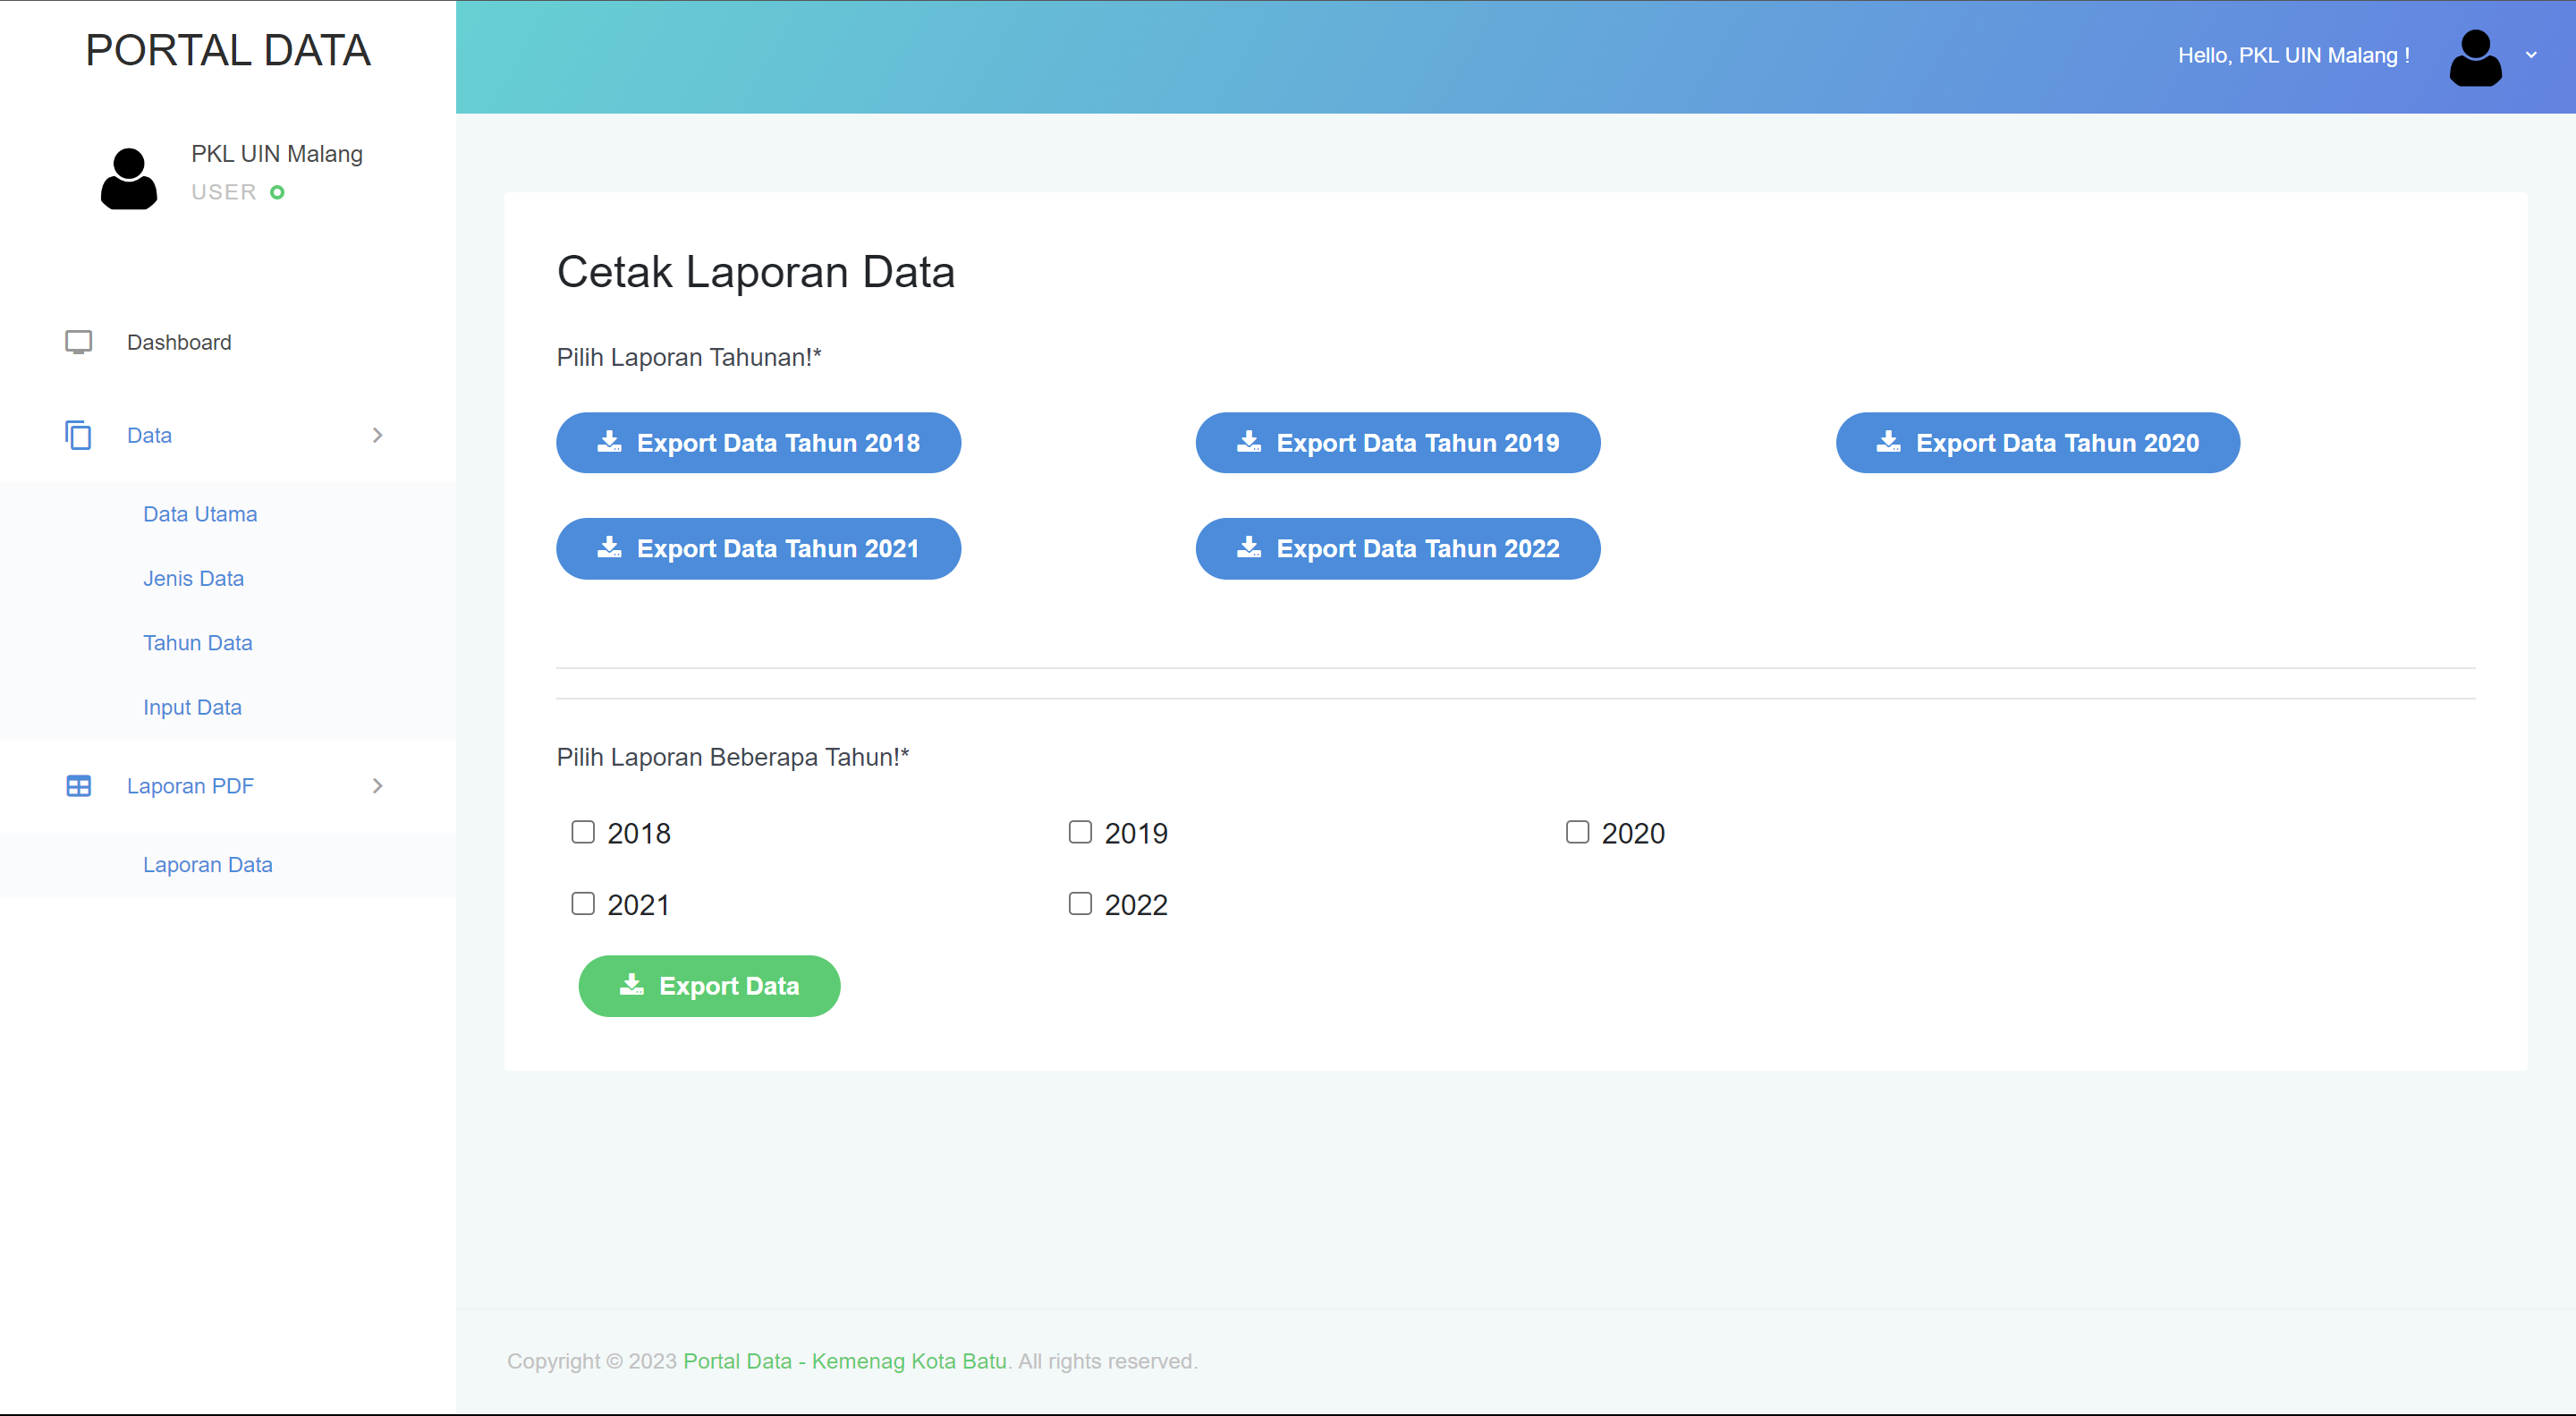 PORTAL DATA
Hello, PKL UIN Malang !
PKL UIN Malang
USER
Dashboard
Data
Data Utama
Jenis Data
Tahun Data
Input Data
Laporan PDF
Laporan Data
Cetak Laporan Data
Pilih Laporan Tahunan!*
Export Data Tahun 2018
Export Data Tahun 2019
Export Data Tahun 2020
Export Data Tahun 2021
Export Data Tahun 2022
Pilih Laporan Beberapa Tahun!*
2018
2019
2020
2021
2022
Export Data
Copyright © 2023 Portal Data - Kemenag Kota Batu. All rights reserved.